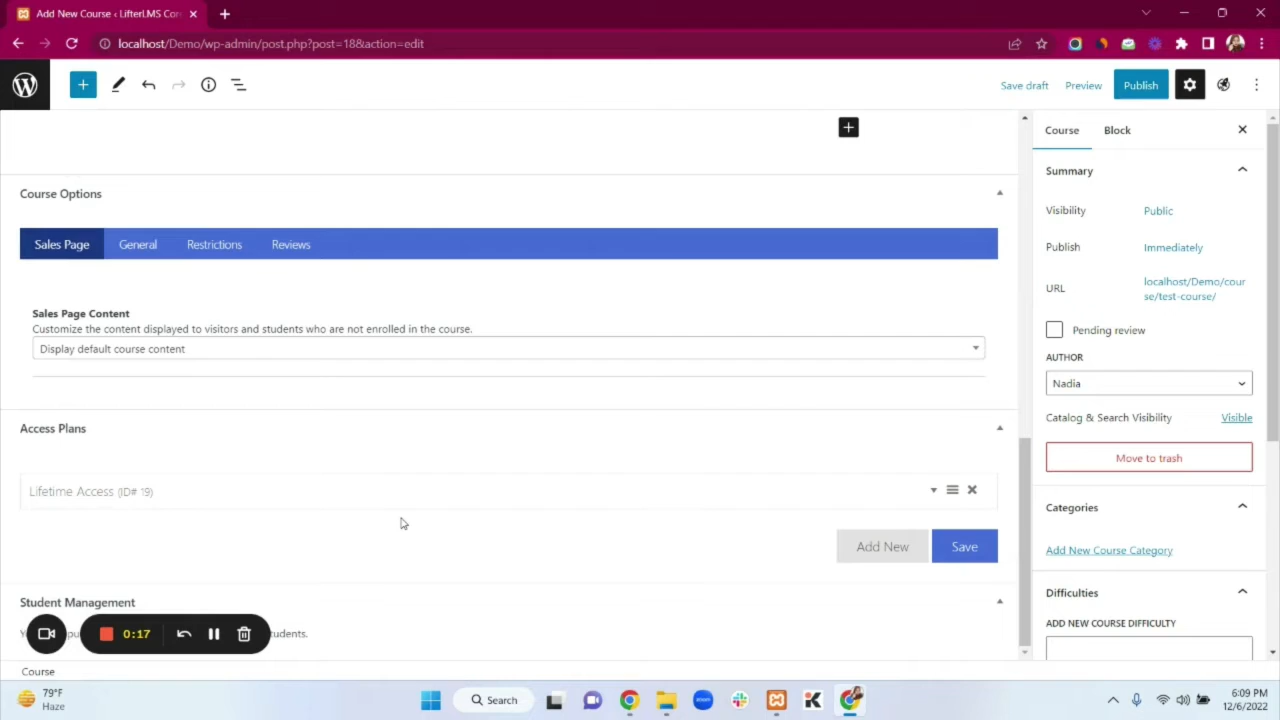 Add New Course ‹ LifterLMS Con
localhost/Demo/wp-admin/post.php?post=18&action=edit
Save draft
Preview
Publish
Course
Block
Summary
Visibility
Public
Publish
Immediately
URL
localhost/Demo/cour
se/test-course/
Pending review
AUTHOR
Nadia
Catalog & Search Visibility
Visible
Move to trash
Categories
Add New Course Category
Difficulties
ADD NEW COURSE DIFFICULTY
Course Options
Sales Page
General
Restrictions
Reviews
Sales Page Content
Customize the content displayed to visitors and students who are not enrolled in the course.
Display default course content
Access Plans
Lifetime Access (ID# 19)
Add New
Save
Student Management
tudents.
0:17
Course
79°F
Haze
Search
zoom
6:09 PM
12/6/2022